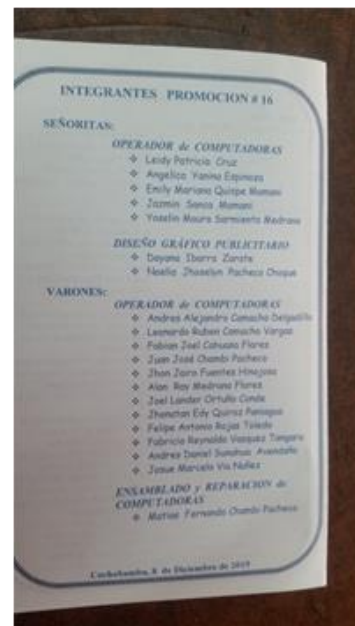 INTEGRANTES PROMOCION # 16
SEÑORITAS:
OPERADOR de COMPUTADORAS
❖ Leidy Patricia Cruz
❖ Angelica Yanina Espinoza
❖ Emily Mariana Quispe Mamani
❖ Jazmin Senos Mamani
❖ Yoselin Maura Sarmiento Medrano
DISEÑO GRÁFICO PUBLICITARIO
❖ Dayana Ibarra Zarate
❖ Noelia Jhoselyn Pacheco Choque
VARONES:
OPERADOR de COMPUTADORAS
❖ Andres Alejandro Camacho Delgadillo
❖ Leonardo Ruben Camacho Vargas
❖ Fabian Joel Cahuana Flores
❖ Juan José Chambi Pacheco
❖ Jhon Jairo Fuentes Hinojosa
❖ Alan Ray Medrano Flores
❖ Joel Lander Ortuño Conde
❖ Jhonatan Edy Quiroz Paniagua
❖ Felipe Antonio Rojas Toledo
❖ Fabricio Reynaldo Vasquez Tangara
❖ Andres Daniel Avendaño
❖ Josue Marcelo Via Nuñez
ENSAMBLADO y REPARACION de
COMPUTADORAS
❖ Matias Fernando Chambi Pacheco
Cochabamba, 8 de Diciembre de 2019